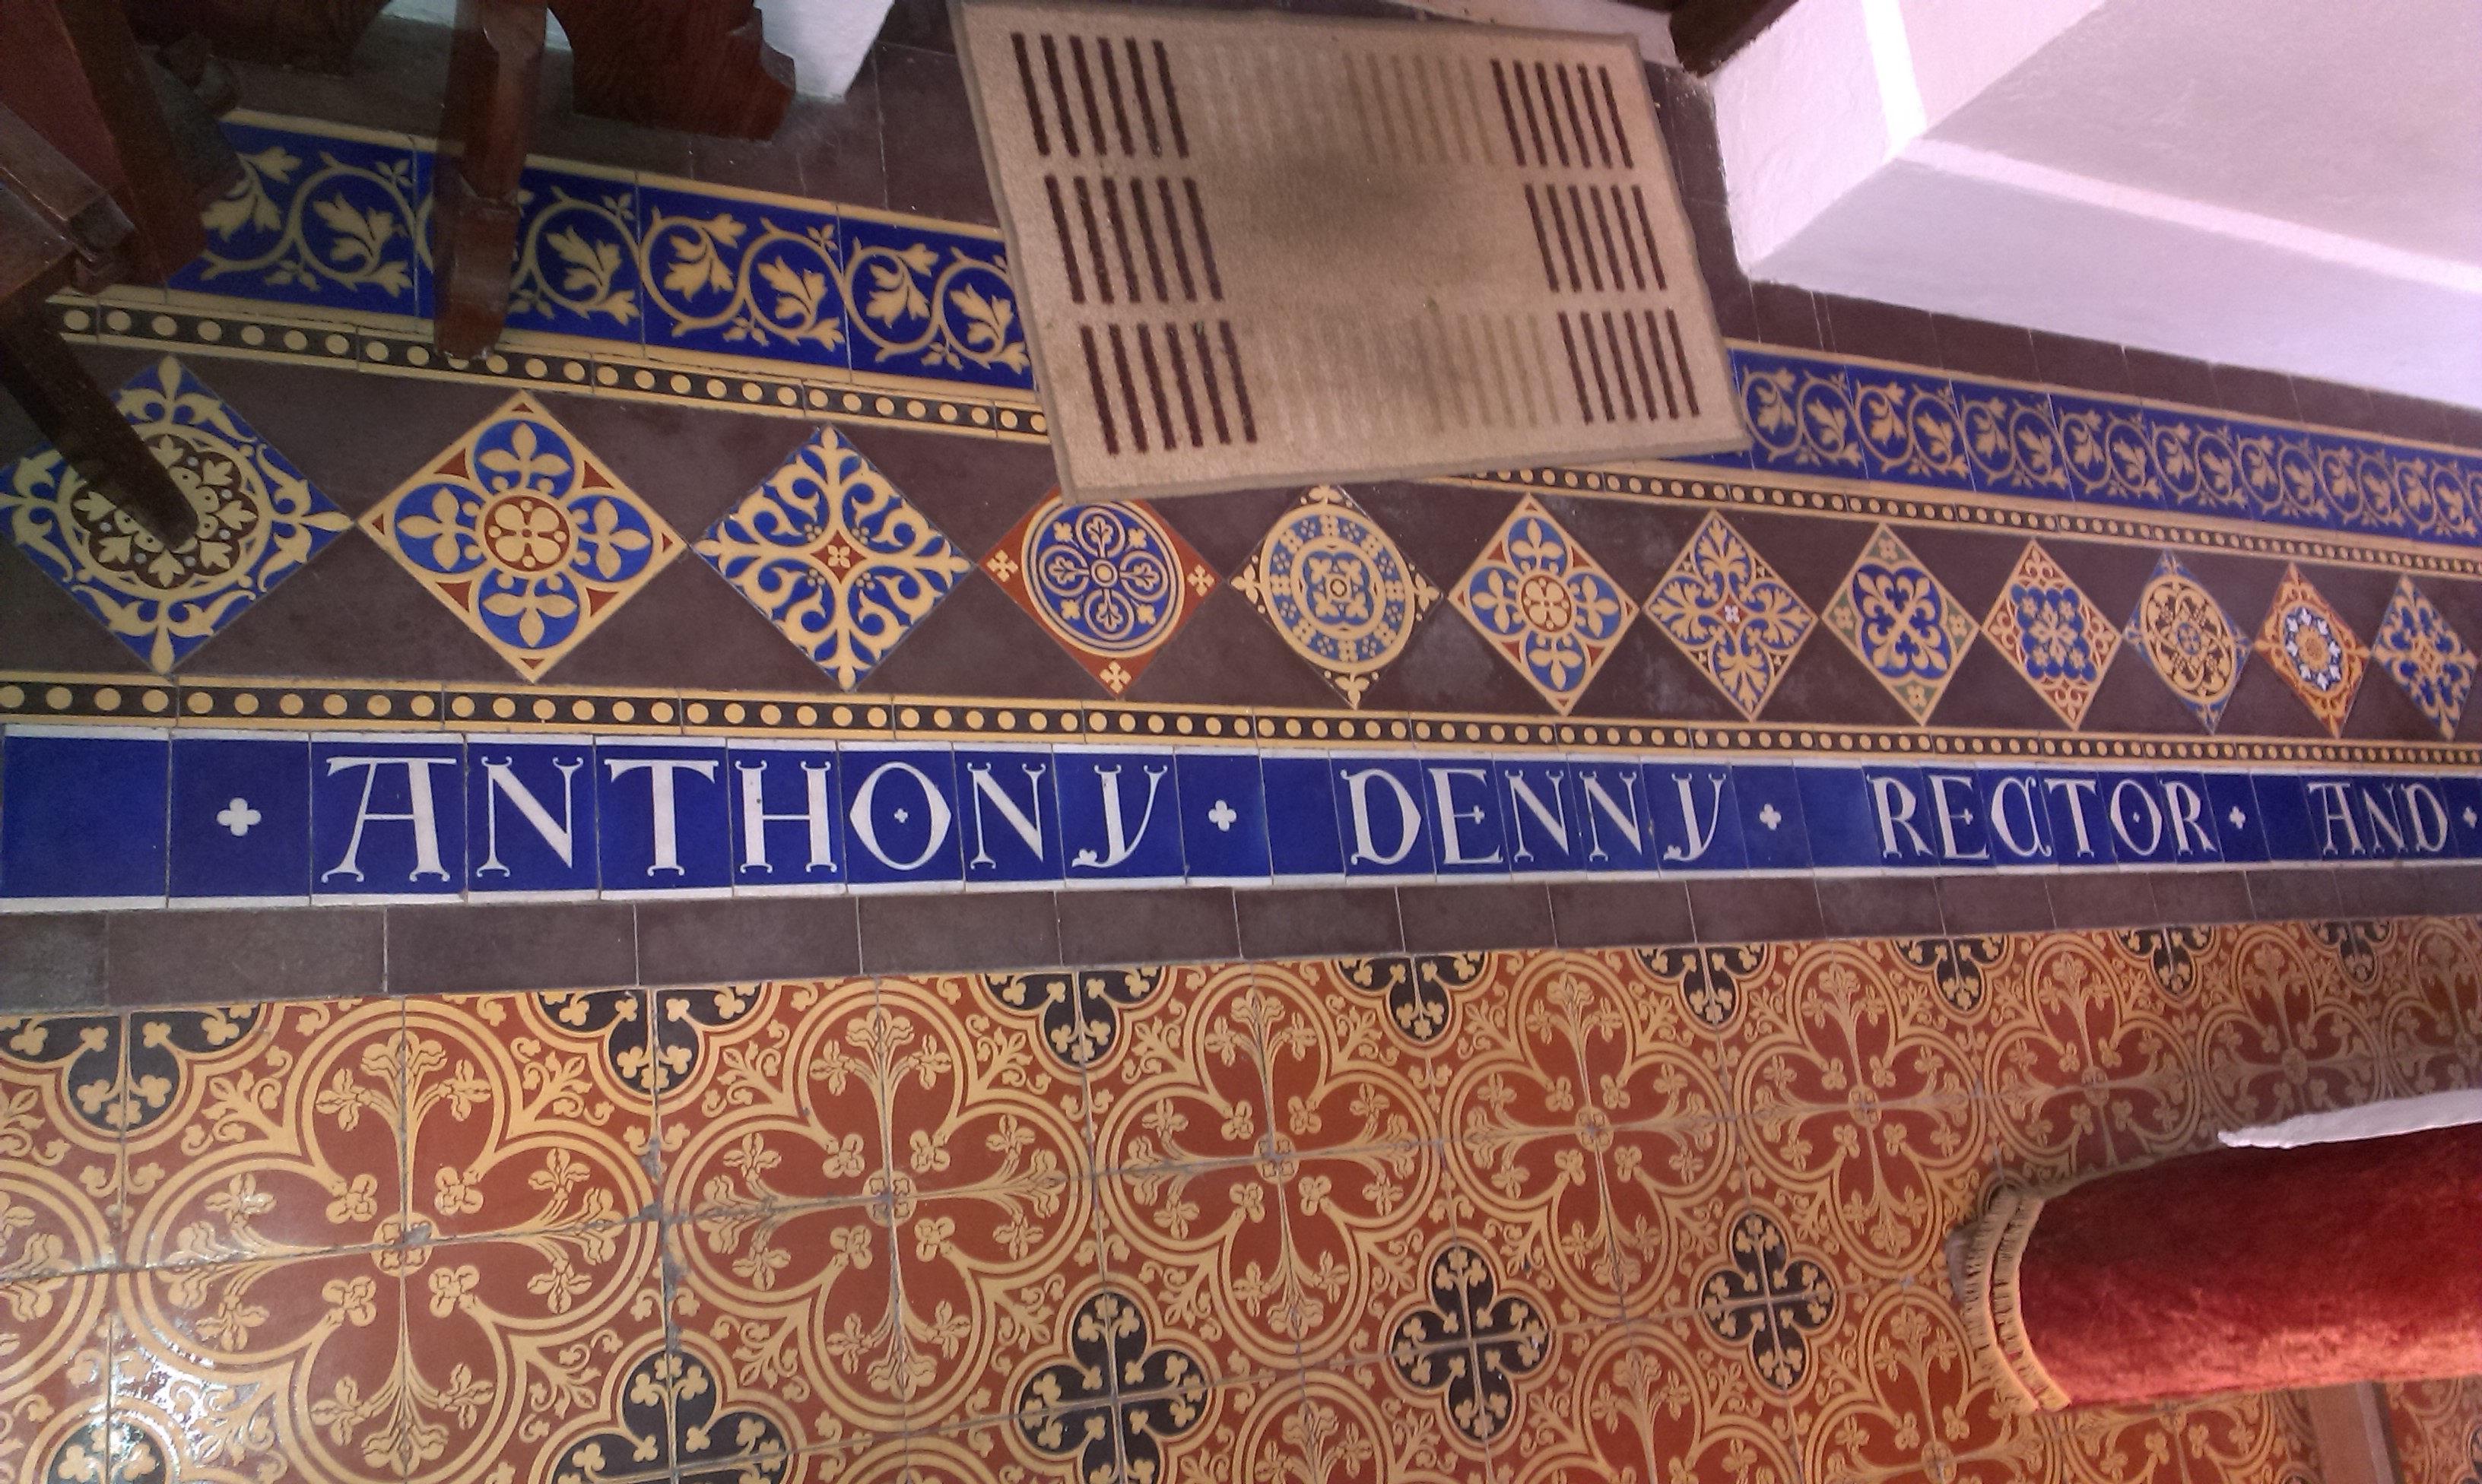 ANTHONY · DENNY · RECTOR · AND ·